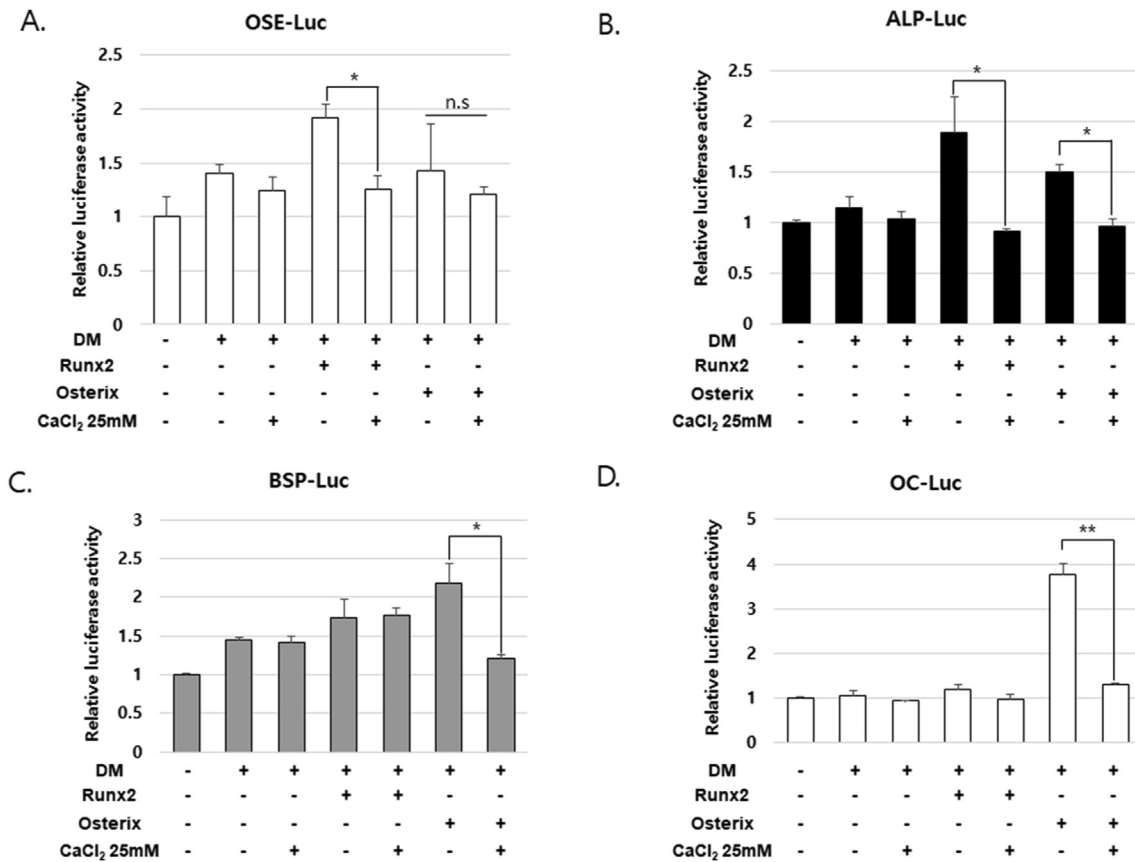 A.
OSE-Luc
Relative luciferase activity
2.5
2
1.5
1
0.5
0
*
n.s
DM - + + + + + +
Runx2 - - - + + - -
Osterix - - - - - + +
CaCl₂ 25mM - - + - + - +
B.
ALP-Luc
Relative luciferase activity
2.5
2
1.5
1
0.5
0
*
*
DM - + + + + + +
Runx2 - - - + + - -
Osterix - - - - - + +
CaCl₂ 25mM - - + - + - +
C.
BSP-Luc
Relative luciferase activity
3
2.5
2
1.5
1
0.5
0
*
DM - + + + + + +
Runx2 - - - + + - -
Osterix - - - - - + +
CaCl₂ 25mM - - + - + - +
D.
OC-Luc
Relative luciferase activity
5
4
3
2
1
0
**
DM - + + + + + +
Runx2 - - - + + - -
Osterix - - - - - + +
CaCl₂ 25mM - - + - + - +